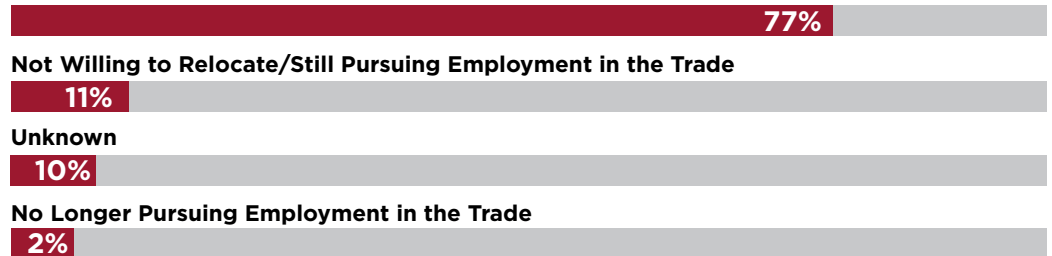 77%
Not Willing to Relocate/Still Pursuing Employment in the Trade
11%
Unknown
10%
No Longer Pursuing Employment in the Trade
2%